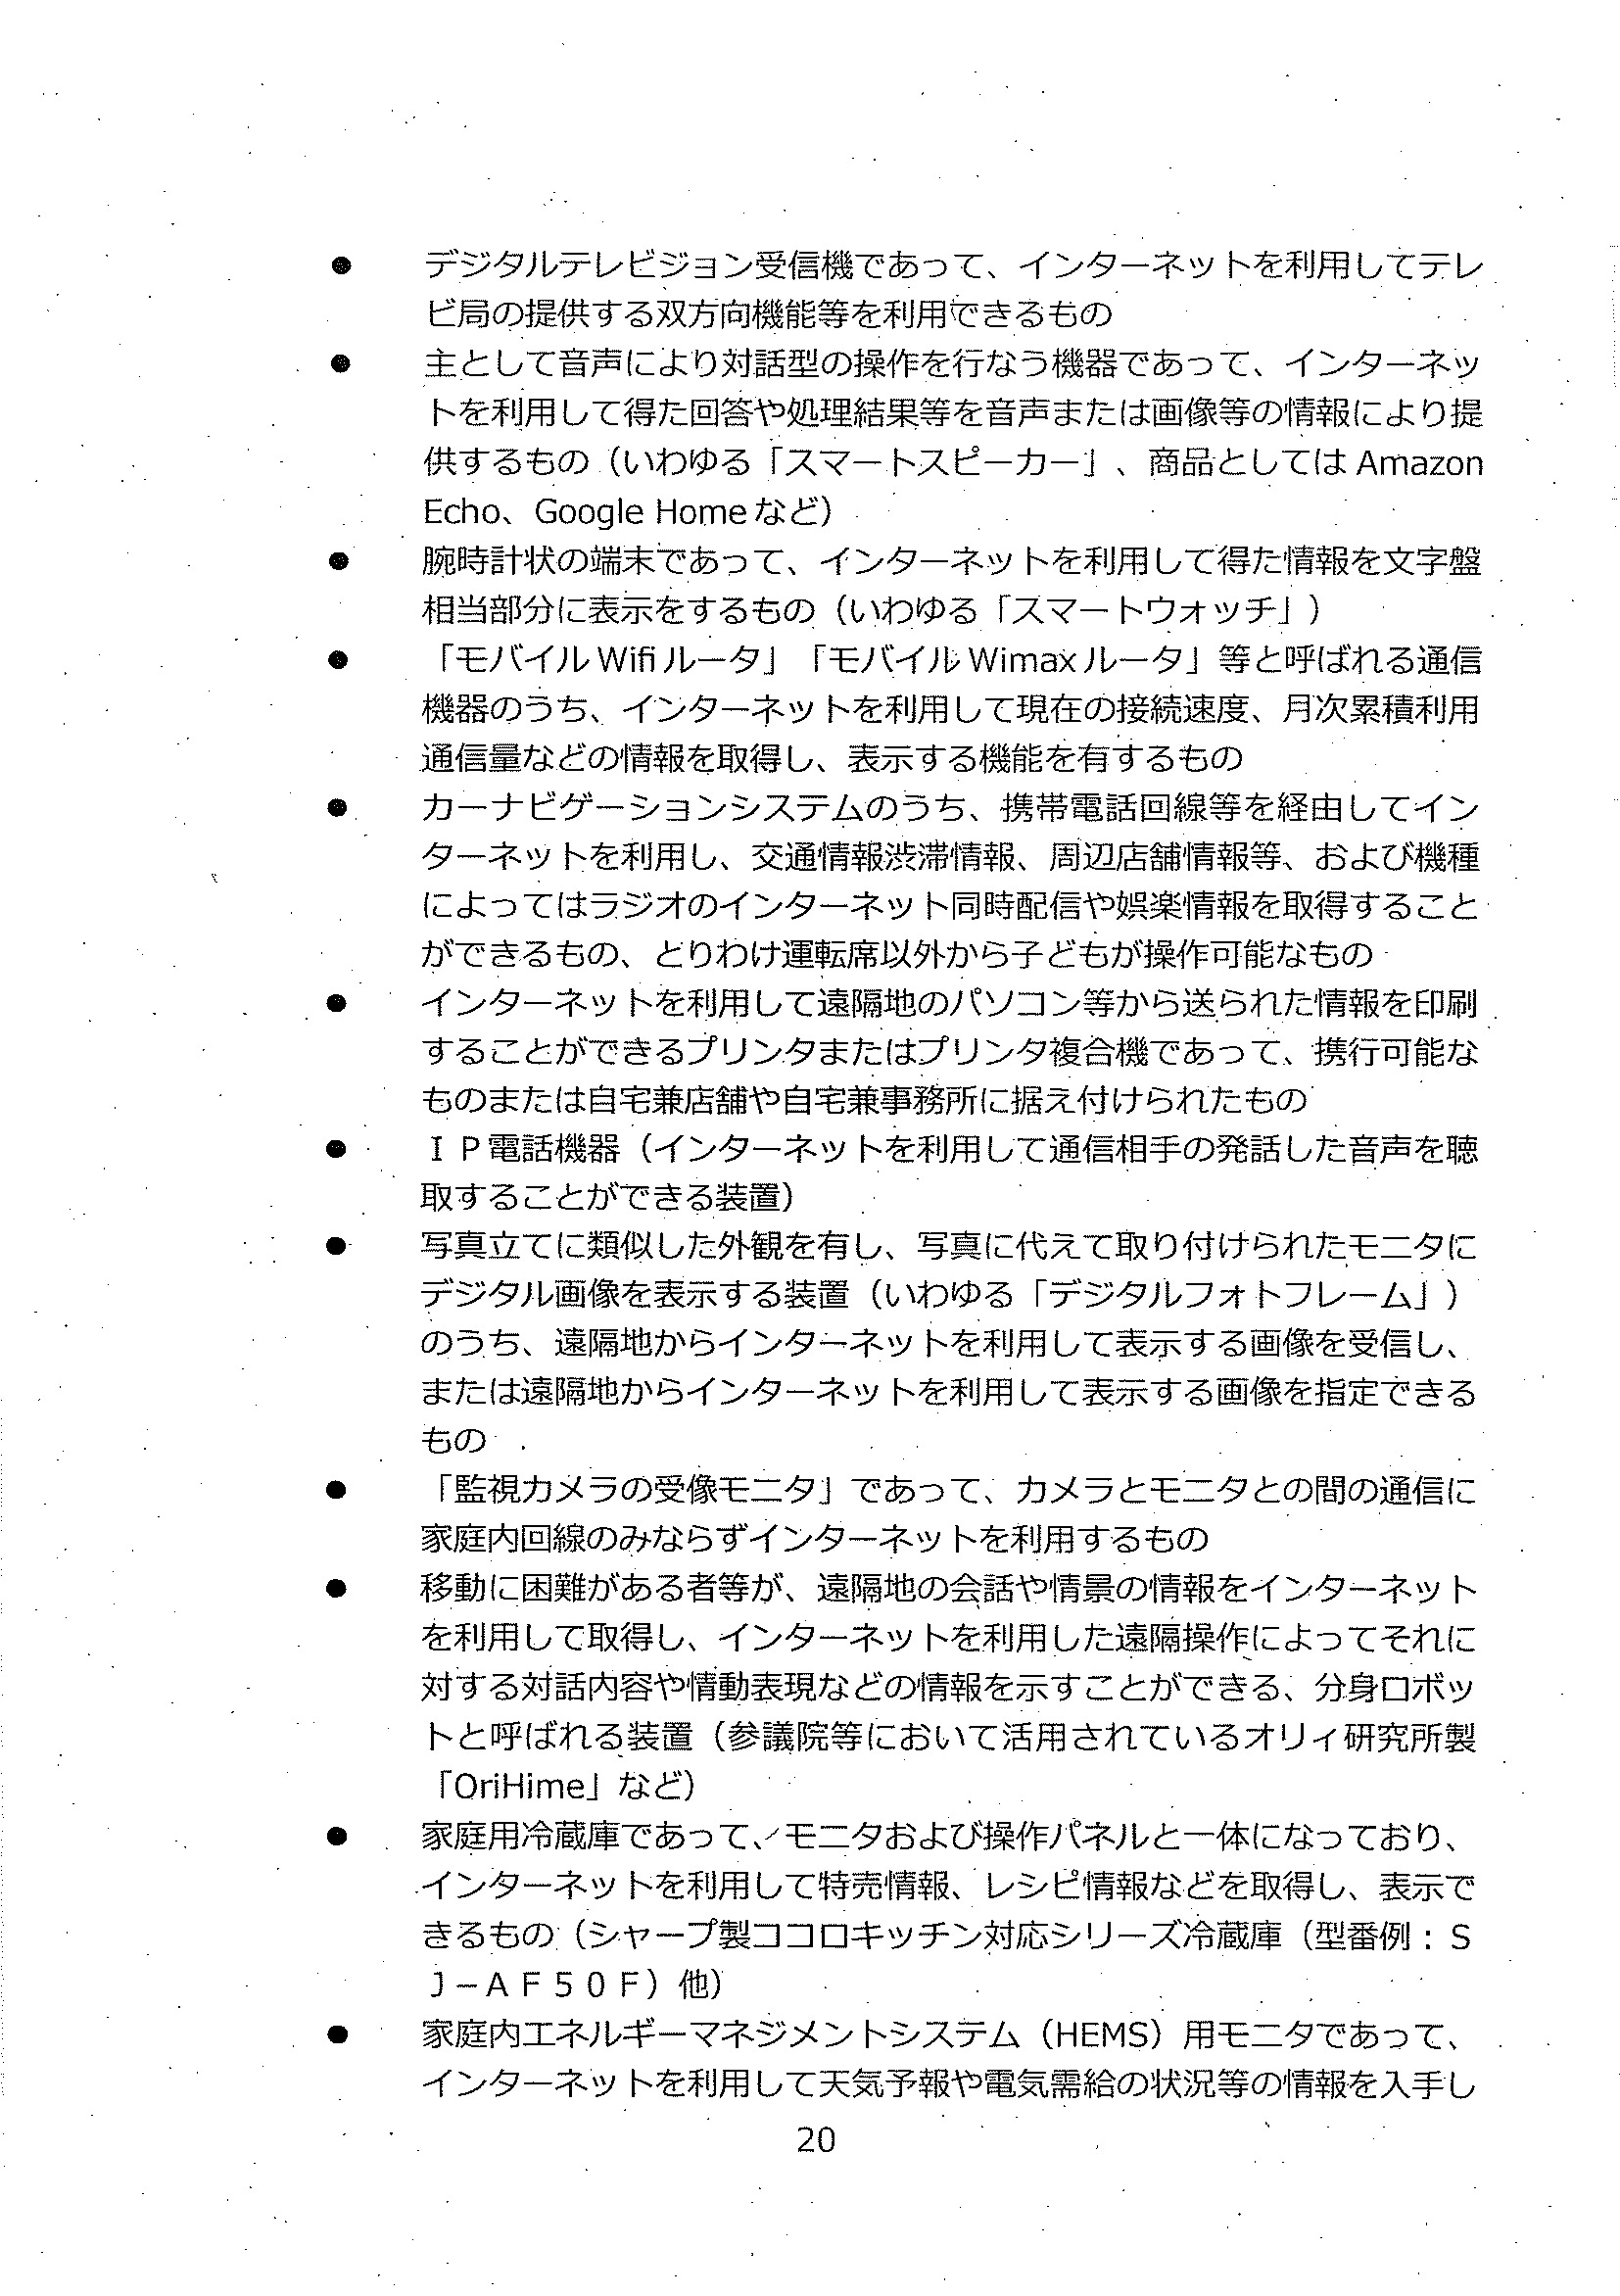 ● デジタルテレビジョン受信機であって、インターネットを利用してテレ
ビ局の提供する双方向機能等を利用できるもの
● 主として音声により対話型の操作を行なう機器であって、インターネッ
トを利用して得た回答や処理結果等を音声または画像等の情報により提
供するもの（いわゆる「スマートスピーカー」、商品としては Amazon
Echo、Google Home など）
● 腕時計状の端末であって、インターネットを利用して得た情報を文字盤
相当部分に表示をするもの（いわゆる「スマートウォッチ」）
● 「モバイル Wifi ルータ」「モバイル Wimax ルータ」等と呼ばれる通信
機器のうち、インターネットを利用して現在の接続速度、月次累積利用
通信量などの情報を取得し、表示する機能を有するもの
● カーナビゲーションシステムのうち、携帯電話回線等を経由してイン
ターネットを利用し、交通情報渋滞情報、周辺店舗情報等、および機種
によってはラジオのインターネット同時配信や娯楽情報を取得すること
ができるもの、とりわけ運転席以外から子どもが操作可能なもの
● インターネットを利用して遠隔地のパソコン等から送られた情報を印刷
することができるプリンタまたはプリンタ複合機であって、携行可能な
ものまたは自宅兼店舗や自宅兼事務所に据え付けられたもの
● ＩＰ電話機器（インターネットを利用して通信相手の発話した音声を聴
取することができる装置）
● 写真立てに類似した外観を有し、写真に代えて取り付けられたモニタに
デジタル画像を表示する装置（いわゆる「デジタルフォトフレーム」）
のうち、遠隔地からインターネットを利用して表示する画像を受信し、
または遠隔地からインターネットを利用して表示する画像を指定できる
もの
● 「監視カメラの受像モニタ」であって、カメラとモニタとの間の通信に
家庭内回線のみならずインターネットを利用するもの
● 移動に困難がある者等が、遠隔地の会話や情景の情報をインターネット
を利用して取得し、インターネットを利用した遠隔操作によってそれに
対する対話内容や情動表現などの情報を示すことができる、分身ロボッ
トと呼ばれる装置（参議院等において活用されているオリィ研究所製
「OriHime」など）
● 家庭用冷蔵庫であって、モニタおよび操作パネルと一体になっており、
インターネットを利用して特売情報、レシピ情報などを取得し、表示で
きるもの（シャープ製ココロキッチン対応シリーズ冷蔵庫（型番例：Ｓ
Ｊ－ＡＦ５０Ｆ）他）
● 家庭内エネルギーマネジメントシステム（HEMS）用モニタであって、
インターネットを利用して天気予報や電気需給の状況等の情報を入手し
20